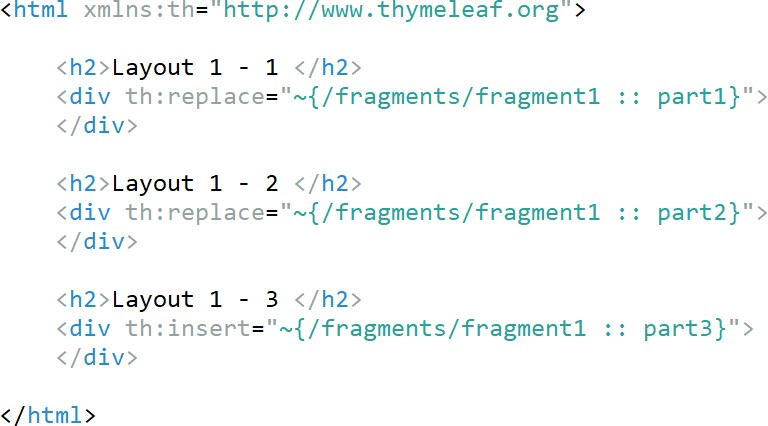 <html xmlns:th="http://www.thymeleaf.org">
<h2>Layout 1 - 1 </h2>
<div th:replace="~{/fragments/fragment1 :: part1}">
</div>
<h2>Layout 1 - 2 </h2>
<div th:replace="~{/fragments/fragment1 :: part2}">
</div>
<h2>Layout 1 - 3 </h2>
<div th:insert="~{/fragments/fragment1 :: part3}">
</div>
</html>